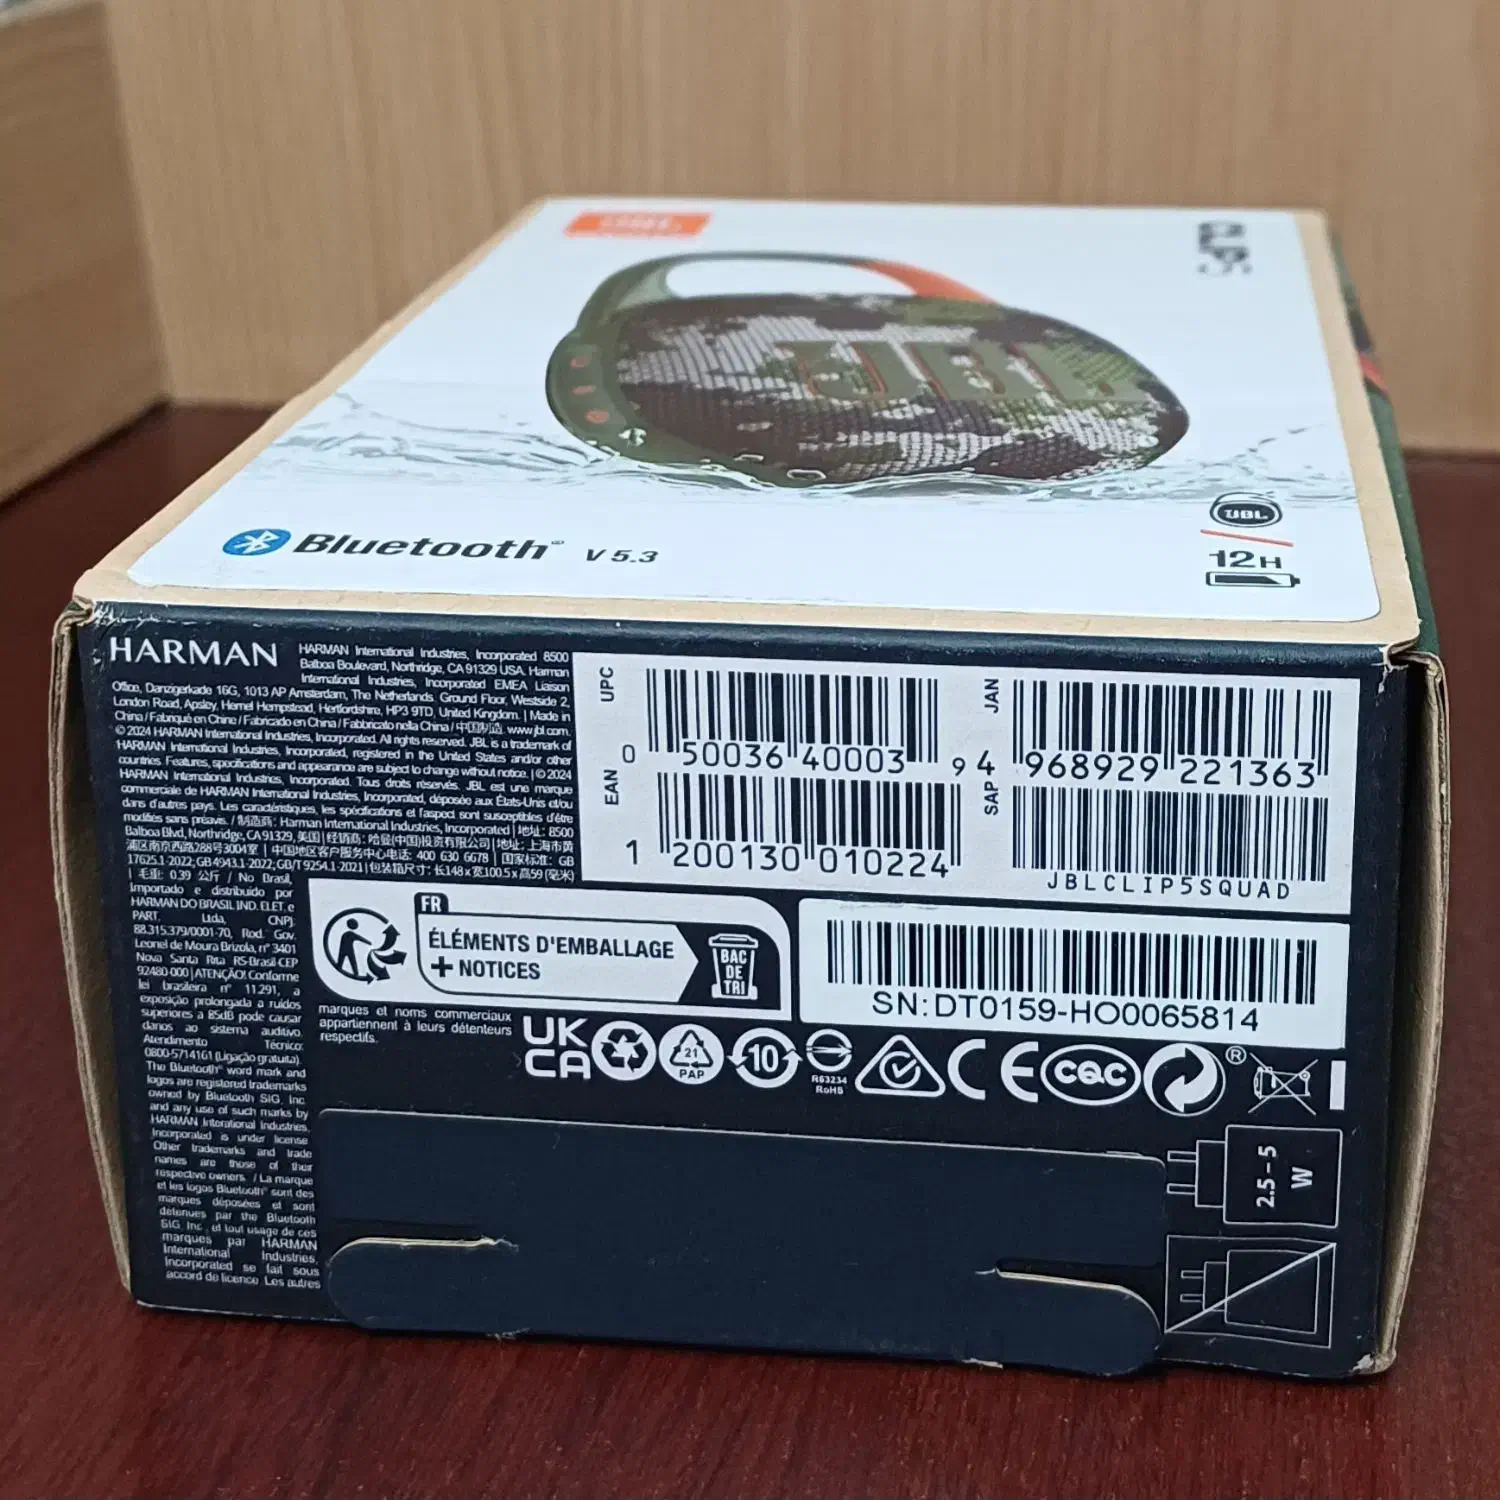 JBL
CLIP 5
JBL
Bluetooth® V 5.3
JBL
12H
HARMAN
HARMAN International Industries, Incorporated 8500
Balboa Boulevard, Northridge, CA 91329 USA. Harman
International Industries, Incorporated EMEA Liaison
Office, Danzigerkade 16G, 1013 AP Amsterdam, The Netherlands. Ground Floor, Westside 2,
London Road, Apsley, Hemel Hempstead, Hertfordshire, HP3 9TD, United Kingdom. | Made in
China / Fabriqué en Chine / Fabricado en China / Fabbricato nella China / 中国制造. www.jbl.com.
© 2024 HARMAN International Industries, Incorporated. All rights reserved. JBL is a trademark of
HARMAN International Industries, Incorporated, registered in the United States and/or other
countries. Features, specifications and appearance are subject to change without notice. | © 2024
HARMAN International Industries, Incorporated. Tous droits réservés. JBL est une marque
commerciale de HARMAN International Industries, Incorporated, déposée aux États-Unis et/ou
dans d'autres pays. Les caractéristiques, les spécifications et l'aspect sont susceptibles d'être
modifiés sans préavis. / 制造商: Harman International Industries, Incorporated | 地址: 8500
Balboa Blvd, Northridge, CA 91329, 美国 | 经销商: 哈曼(中国)投资有限公司 | 地址: 上海市黄
浦区南京西路288号3004室 | 中国地区客户服务中心电话: 400 630 6678 | 国家标准: GB
17625.1-2022; GB 4943.1-2022; GB/T 9254.1-2021 | 包装箱尺寸: 长148 x 宽100.5 x 高59 (毫米)
| 毛重: 0.39 公斤 / No Brasil,
Importado e distribuído por
HARMAN DO BRASIL IND. ELET. e
PART. Ltda, CNPJ:
88.315.379/0001-70, Rod. Gov.
Leonel de Moura Brizola, n° 3401
Nova Santa Rita RS-Brasil-CEP
92480-000 | ATENÇÃO! Conforme
lei brasileira n° 11.291, a
exposição prolongada a ruídos
superiores a 85dB pode causar
danos ao sistema auditivo.
Atendimento Técnico:
0800-5714161 (Ligação gratuita).
The Bluetooth® word mark and
logos are registered trademarks
owned by Bluetooth SIG, Inc.
and any use of such marks by
HARMAN International Industries,
Incorporated is under license.
Other trademarks and trade
names are those of their
respective owners. / La marque
et les logos Bluetooth® sont des
marques déposées et sont
détenues par the Bluetooth
SIG, Inc., et tout usage de ces
marques par HARMAN
International Industries,
Incorporated se fait sous
accord de licence. Les autres
marques et noms commerciaux
appartiennent à leurs détenteurs
respectifs.
UPC
0 50036 40003 9
JAN
4 968929 221363
EAN
1 200130 010224
SAP
JBLCLIP5SQUAD
FR
ÉLÉMENTS D'EMBALLAGE
+ NOTICES
BAC
DE
TRI
SN: DT0159-HO0065814
UK
CA
21
PAP
10
R63234
RoHS
CE
CQC
®
2.5 – 5
W